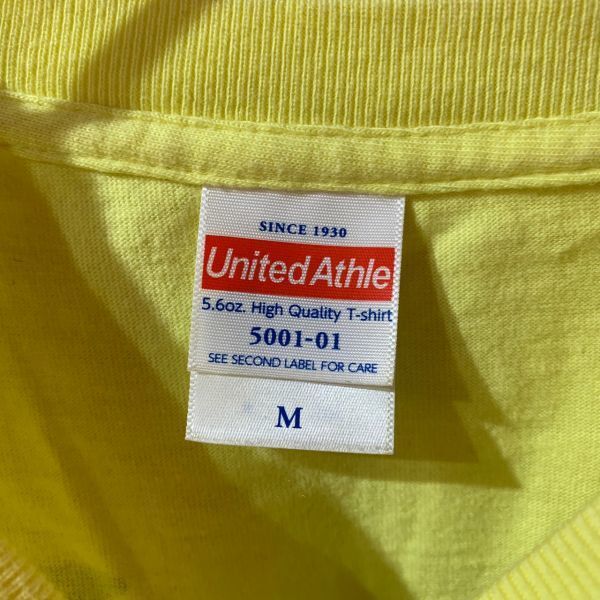 SINCE 1930
United Athle
5.6oz. High Quality T-shirt
5001-01
SEE SECOND LABEL FOR CARE
M